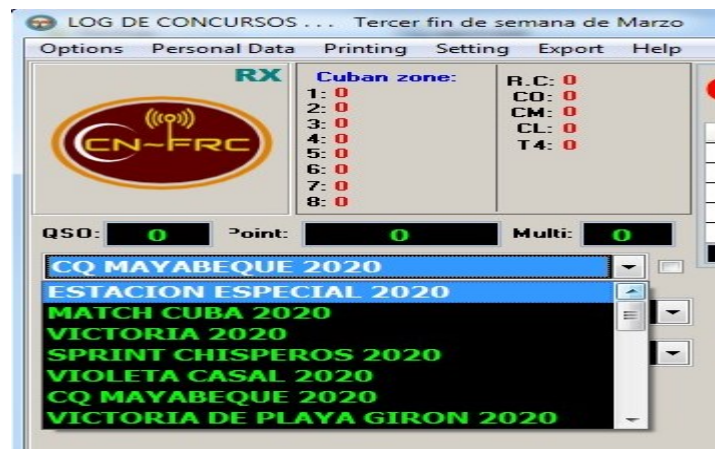 LOG DE CONCURSOS . . . Tercer fin de semana de Marzo
Options Personal Data Printing Setting Export Help
RX
CN~FRC
Cuban zone:
1: 0
2: 0
3: 0
4: 0
5: 0
6: 0
7: 0
8: 0
R.C: 0
CO: 0
CM: 0
CL: 0
T4: 0
QSO: 0 Point: 0 Multi: 0
CQ MAYABEQUE 2020
ESTACION ESPECIAL 2020
MATCH CUBA 2020
VICTORIA 2020
SPRINT CHISPEROS 2020
VIOLETA CASAL 2020
CQ MAYABEQUE 2020
VICTORIA DE PLAYA GIRON 2020